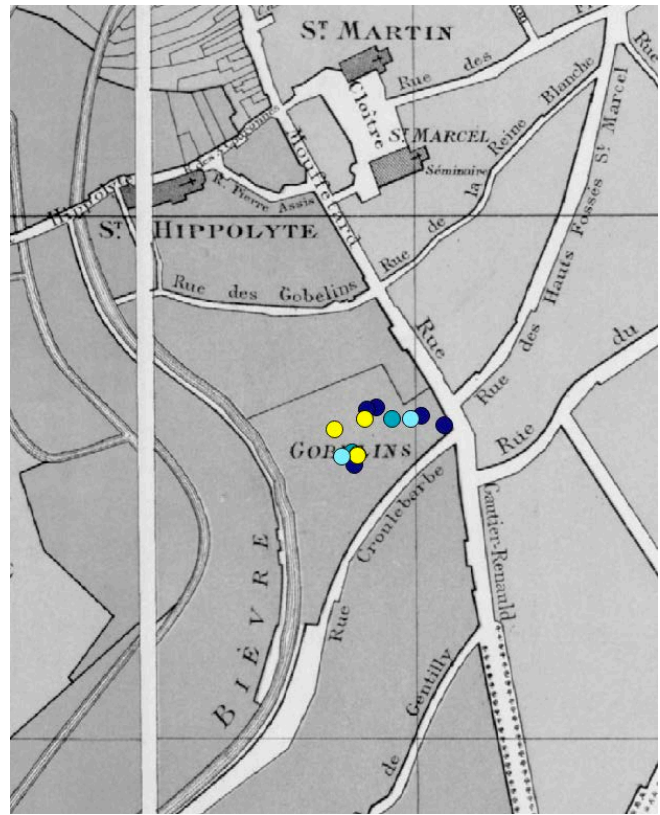 ST MARTIN
Rue des
Cloître
ST MARCEL
Séminaire
Rue de la Reine Blanche
Rue des Hauts Fossés St Marcel
Rue Mouffetard
R. Pierre Assis
Hippolyte
ST HIPPOLYTE
Rue des Gobelins
Rue
Rue du
GOBELINS
Rue Croulebarbe
Gautier-Renauld
BIÈVRE
de Gentilly